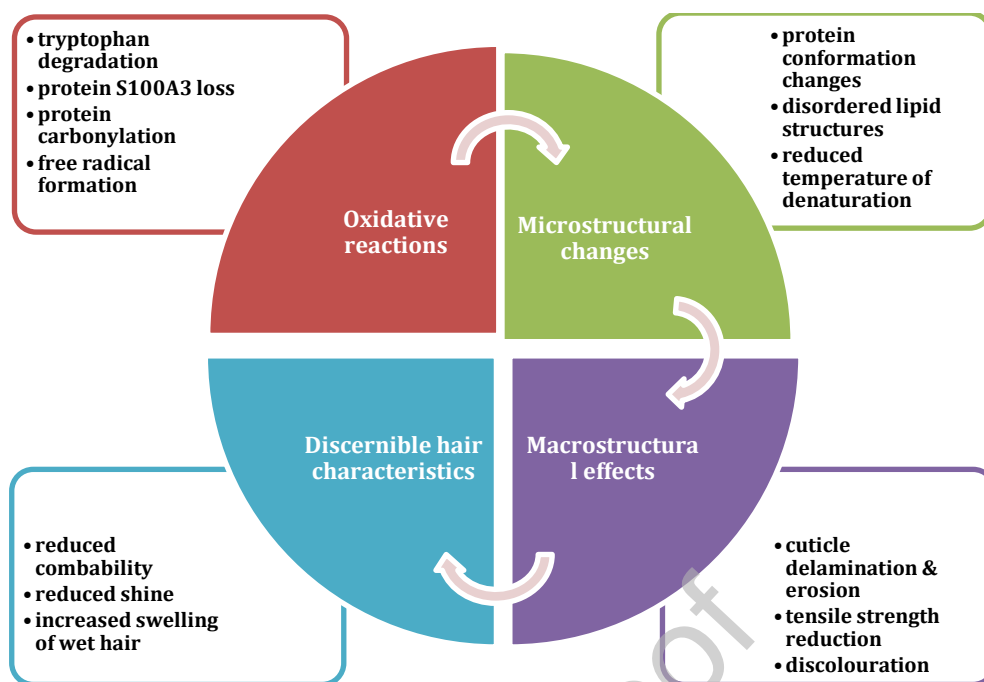 • tryptophan
degradation
• protein S100A3 loss
• protein
carbonylation
• free radical
formation
• protein
conformation
changes
• disordered lipid
structures
• reduced
temperature of
denaturation
Oxidative
reactions
Microstructural
changes
Discernible hair
characteristics
Macrostructura
l effects
• reduced
combability
• reduced shine
• increased swelling
of wet hair
• cuticle
delamination &
erosion
• tensile strength
reduction
• discolouration